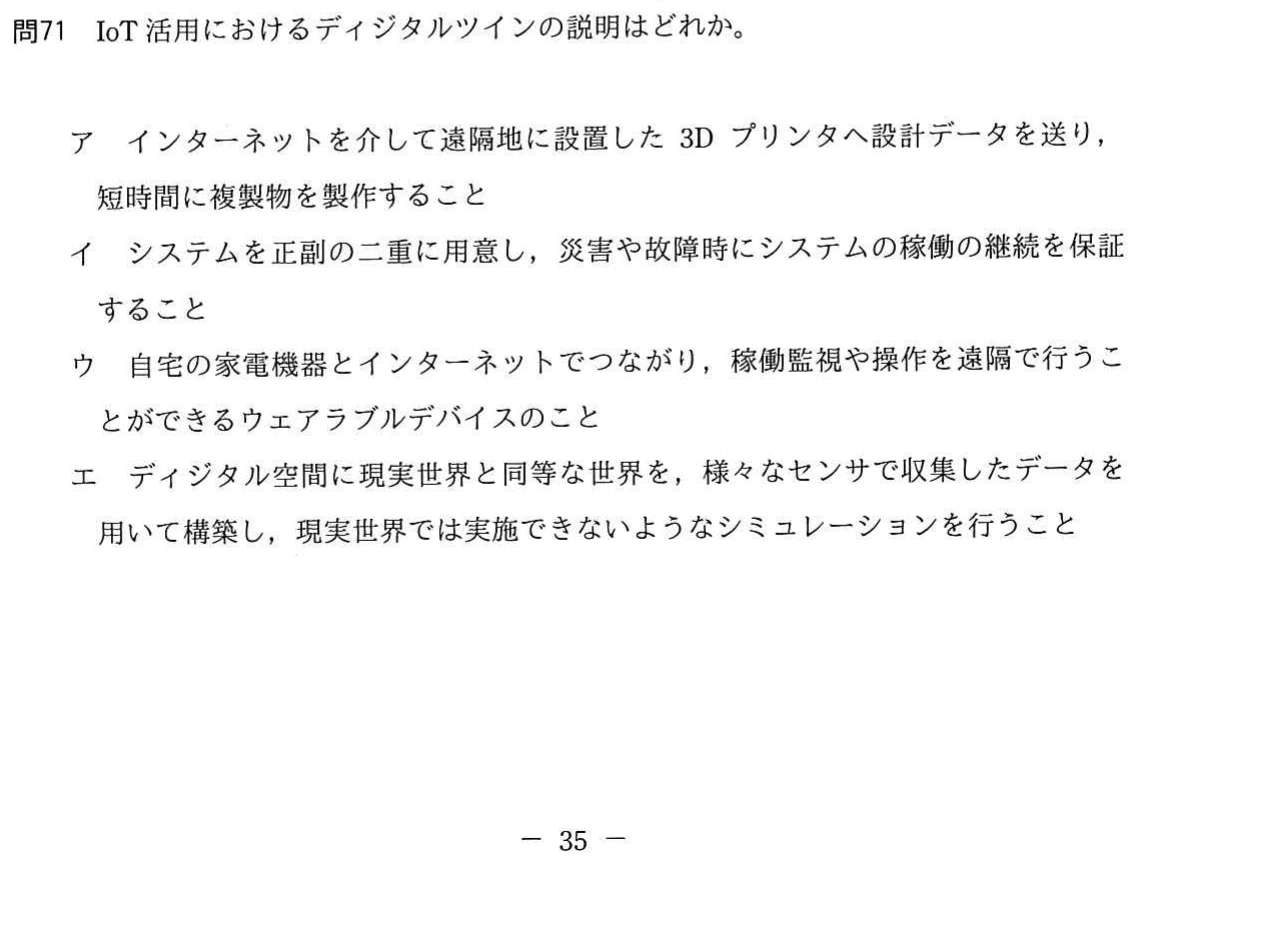 問71 IoT 活用におけるディジタルツインの説明はどれか。
ア インターネットを介して遠隔地に設置した 3D プリンタへ設計データを送り，
短時間に複製物を製作すること
イ システムを正副の二重に用意し，災害や故障時にシステムの稼働の継続を保証
すること
ウ 自宅の家電機器とインターネットでつながり，稼働監視や操作を遠隔で行うこ
とができるウェアラブルデバイスのこと
エ ディジタル空間に現実世界と同等な世界を，様々なセンサで収集したデータを
用いて構築し，現実世界では実施できないようなシミュレーションを行うこと
― 35 ―